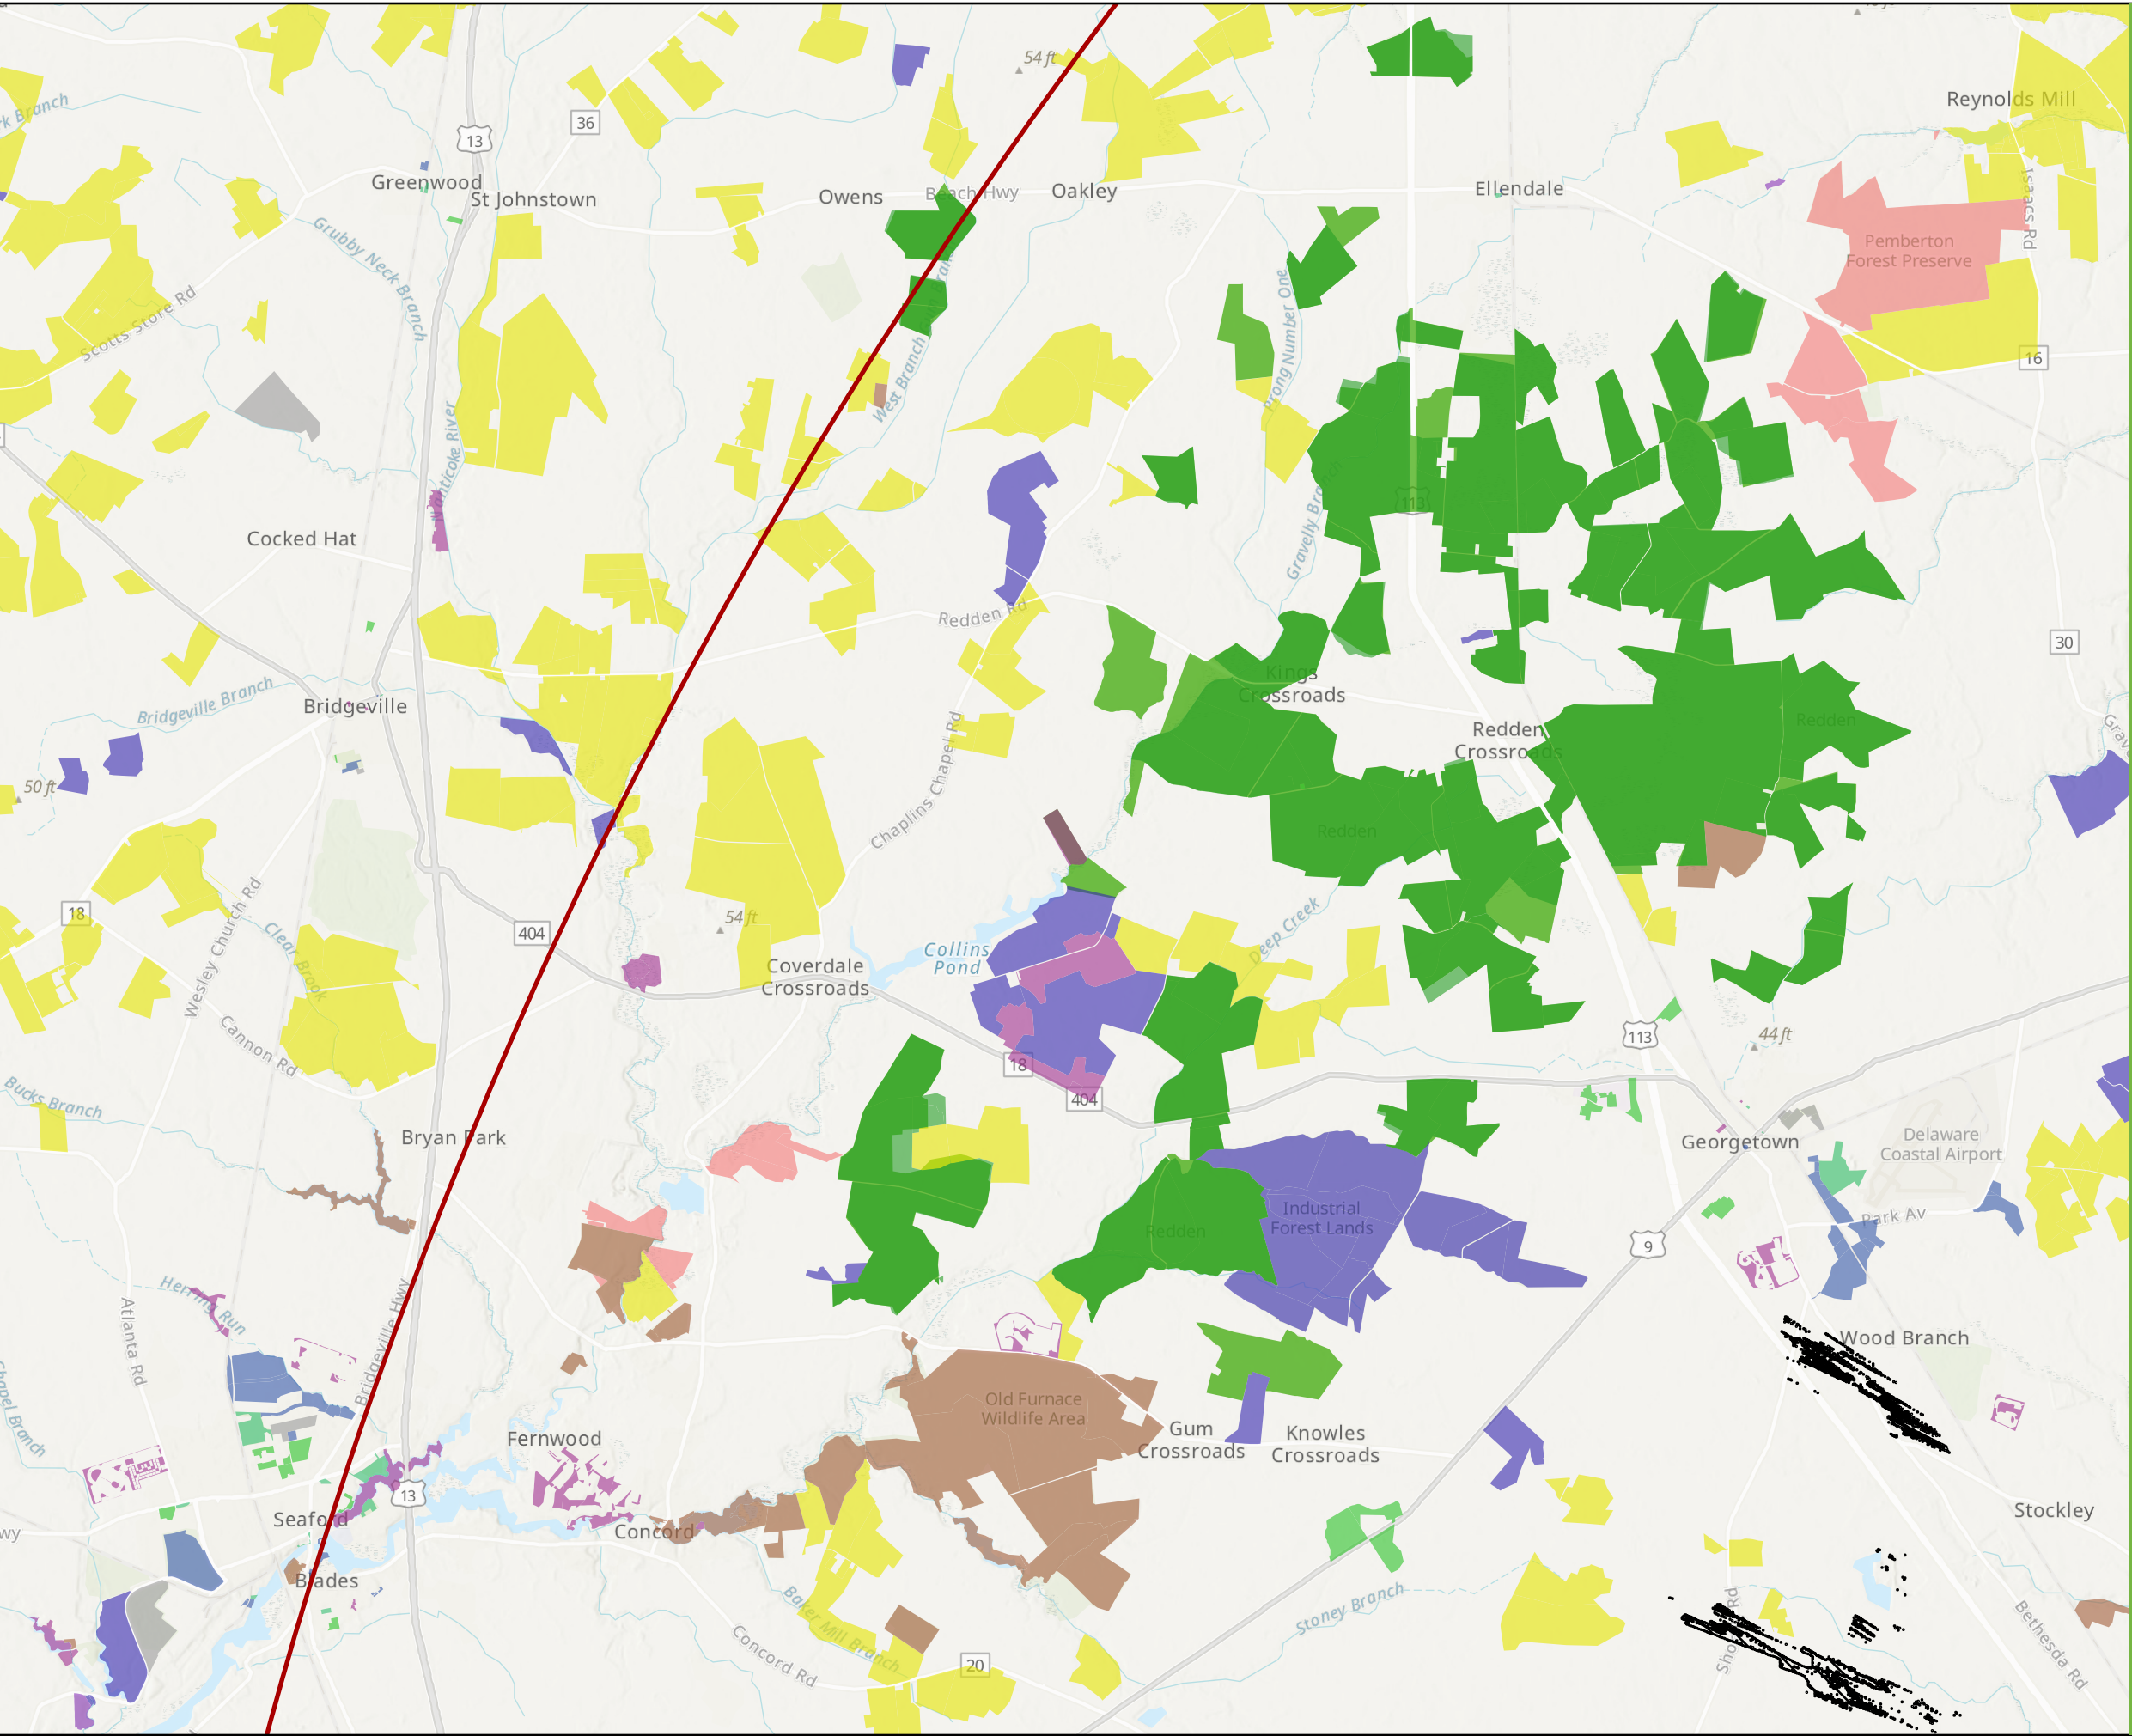 54 ft
Reynolds Mill
k Branch
36
13
Greenwood
St Johnstown
Owens
Beach Hwy
Oakley
Ellendale
Isaacs Rd
Pemberton
Forest Preserve
Grubby Neck Branch
Scotts Store Rd
Prong Number One
16
West Branch
Nanticoke River
113
Gravelly Branch
Cocked Hat
Redden Rd
30
Kings
Crossroads
Bridgeville Branch
Bridgeville
Redden
Crossroads
Redden
50 ft
Chaplins Chapel Rd
Redden
18
Wesley Church Rd
404
54 ft
Clear Brook
Collins
Pond
Deep Creek
Coverdale
Crossroads
Cannon Rd
113
44 ft
18
404
Bucks Branch
Bryan Park
Georgetown
Delaware
Coastal Airport
Industrial
Forest Lands
Redden
Park Av
9
Herring Run
Atlanta Rd
Bridgeville Hwy
Wood Branch
Chapel Branch
Old Furnace
Wildlife Area
Fernwood
Gum
Crossroads
Knowles
Crossroads
13
Seaford
Concord
Stockley
wy
Blades
Baker Mill Branch
Stoney Branch
Concord Rd
20
Bethesda Rd